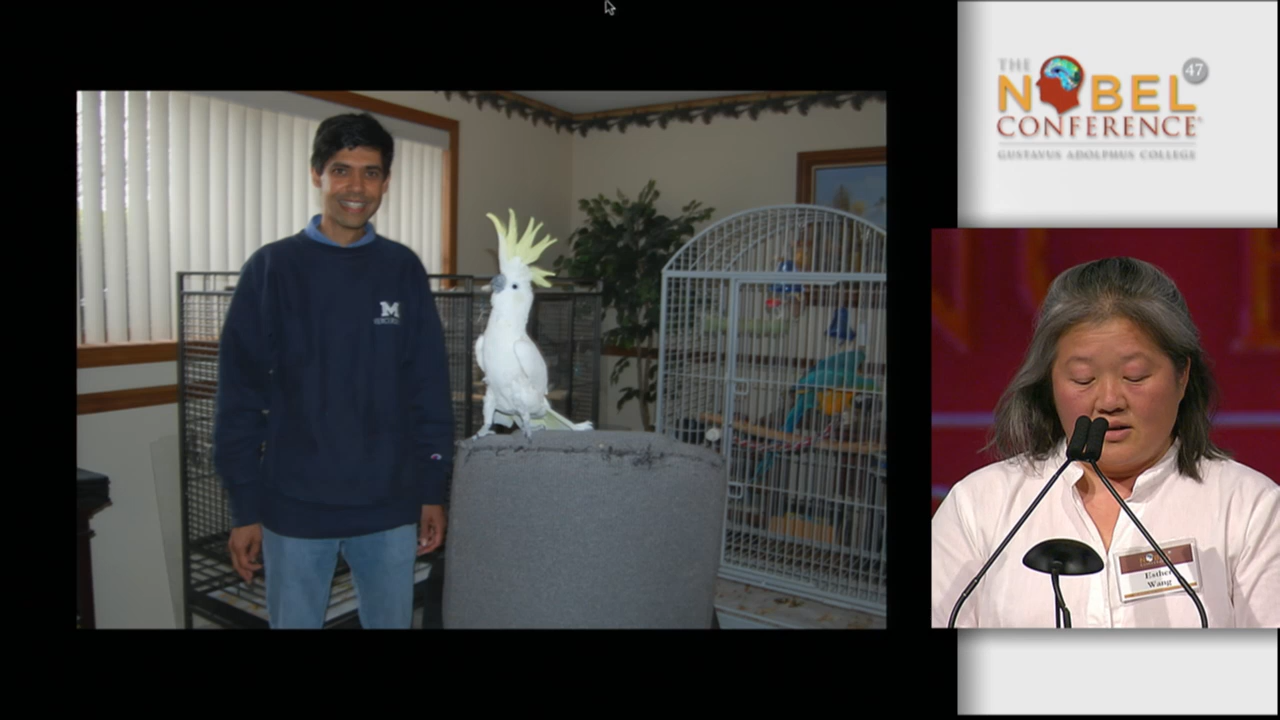 THE
NOBEL
47
CONFERENCE
GUSTAVUS ADOLPHUS COLLEGE
M
Esther
Wang